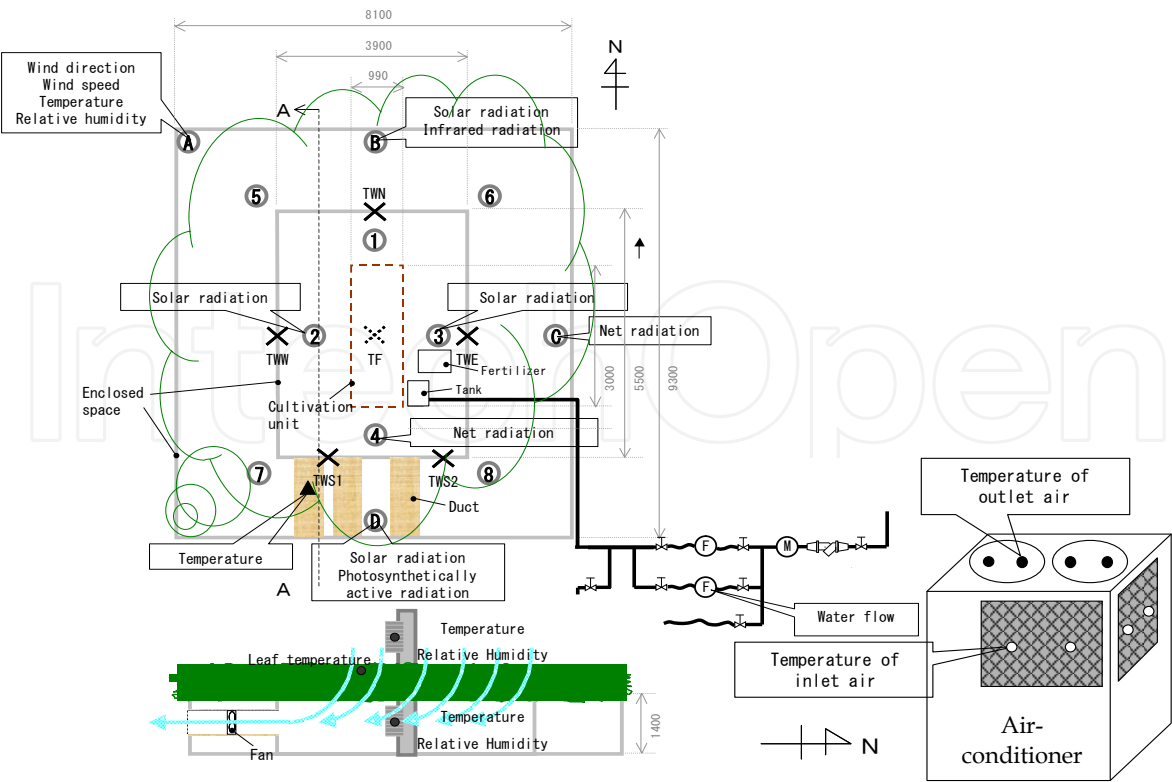 8100
3900
990
N
Wind direction
Wind speed
Temperature
Relative humidity
A
A
B
Solar radiation
Infrared radiation
5
TWN
6
1
Solar radiation
Solar radiation
2
3
C
Net radiation
TWW
TF
TWE
Fertilizer
Tank
3000
5500
9300
Enclosed
space
Cultivation
unit
4
Net radiation
7
TWS1
TWS2
8
Duct
D
Temperature
Solar radiation
Photosynthetically
active radiation
A
F
M
F
Water flow
Temperature of
outlet air
Temperature of
inlet air
Air-
conditioner
N
Temperature
Relative Humidity
Leaf temperature
Temperature
Relative Humidity
Fan
1400
IntechOpen